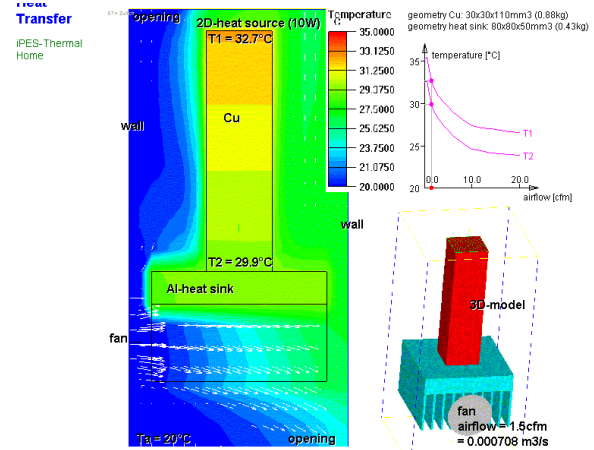 Heat
Transfer
iPES-Thermal
Home
opening
2D-heat source (10W)
T1 = 32.7°C
Cu
wall
wall
T2 = 29.9°C
Al-heat sink
fan
Ta = 20°C
opening
Temperature
°C
35.0000
33.1250
31.2500
29.3750
27.5000
25.6250
23.7500
21.8750
20.0000
geometry Cu: 30x30x110mm3 (0.88kg)
geometry heat sink: 80x80x50mm3 (0.43kg)
temperature [°C]
35
30
25
20
T1
T2
0.0
10.0
20.0
airflow [cfm]
3D-model
fan
airflow = 1.5cfm
= 0.000708 m3/s